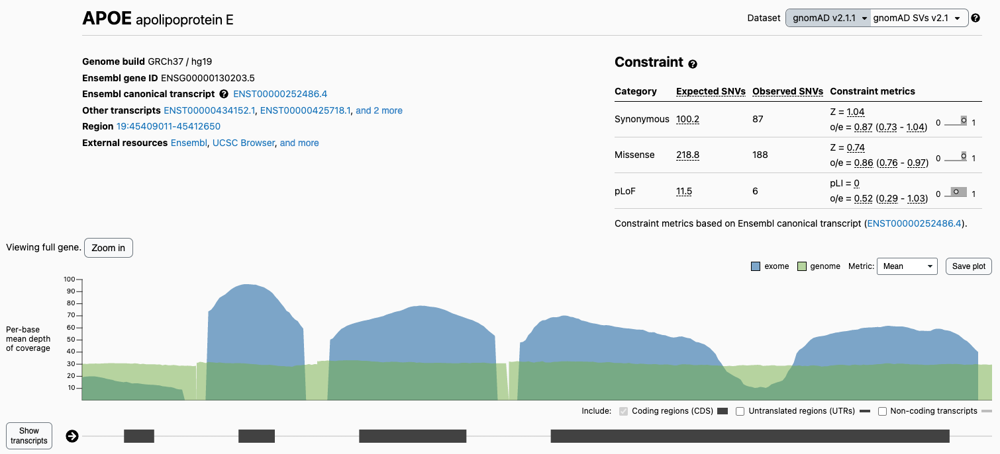 APOE apolipoprotein E
Dataset gnomAD v2.1.1 gnomAD SVs v2.1 ?
Genome build GRCh37 / hg19
Ensembl gene ID ENSG00000130203.5
Ensembl canonical transcript ? ENST00000252486.4
Other transcripts ENST00000434152.1, ENST00000425718.1, and 2 more
Region 19:45409011-45412650
External resources Ensembl, UCSC Browser, and more
Constraint ?
Category Expected SNVs Observed SNVs Constraint metrics
Synonymous 100.2 87 Z = 1.04
o/e = 0.87 (0.73 - 1.04) 0 1
Missense 218.8 188 Z = 0.74
o/e = 0.86 (0.76 - 0.97) 0 1
pLoF 11.5 6 pLI = 0
o/e = 0.52 (0.29 - 1.03) 0 1
Constraint metrics based on Ensembl canonical transcript (ENST00000252486.4).
Viewing full gene. Zoom in
exome genome Metric: Mean Save plot
Per-base
mean depth
of coverage
100
90
80
70
60
50
40
30
20
10
Include: Coding regions (CDS) Untranslated regions (UTRs) Non-coding transcripts
Show
transcripts